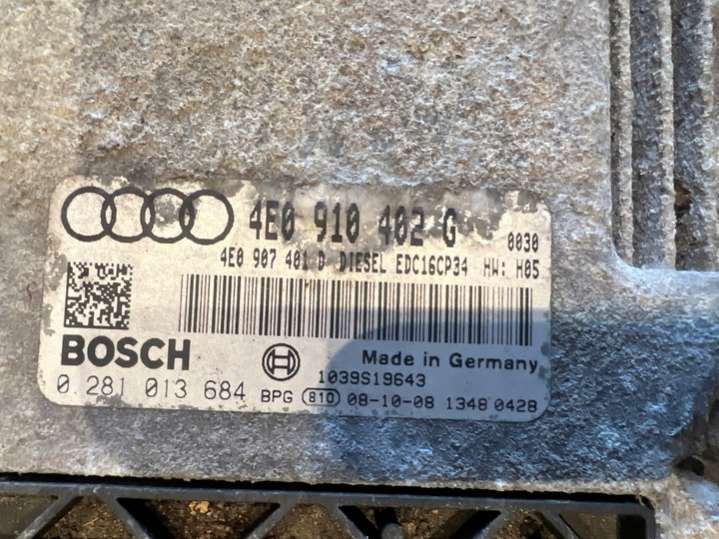 4E0 910 402 G 0030
4E0 907 401 D DIESEL EDC16CP34 HW: H05
BOSCH Made in Germany
1039S19643
0 281 013 684 BPG 810 08-10-08 1348 0428